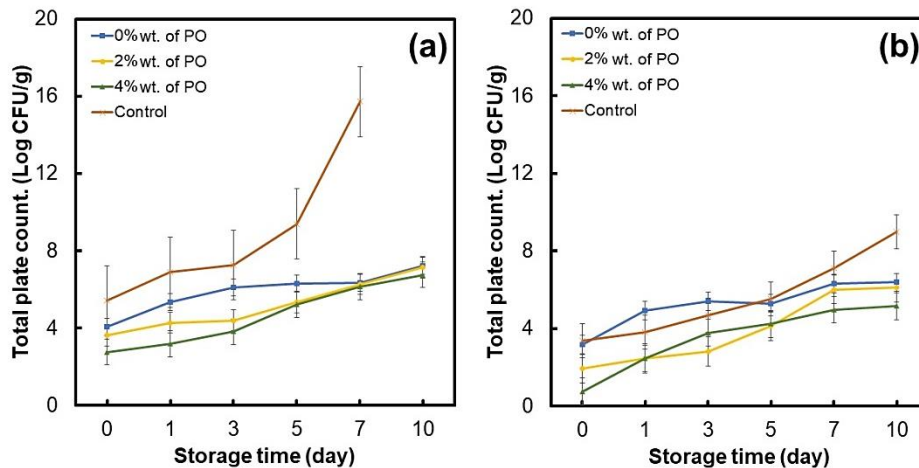 20
16
12
8
4
0
Total plate count. (Log CFU/g)
0% wt. of PO
2% wt. of PO
4% wt. of PO
Control
(a)
0 1 3 5 7 10
Storage time (day)
20
16
12
8
4
0
Total plate count. (Log CFU/g)
0% wt. of PO
2% wt. of PO
4% wt. of PO
Control
(b)
0 1 3 5 7 10
Storage time (day)